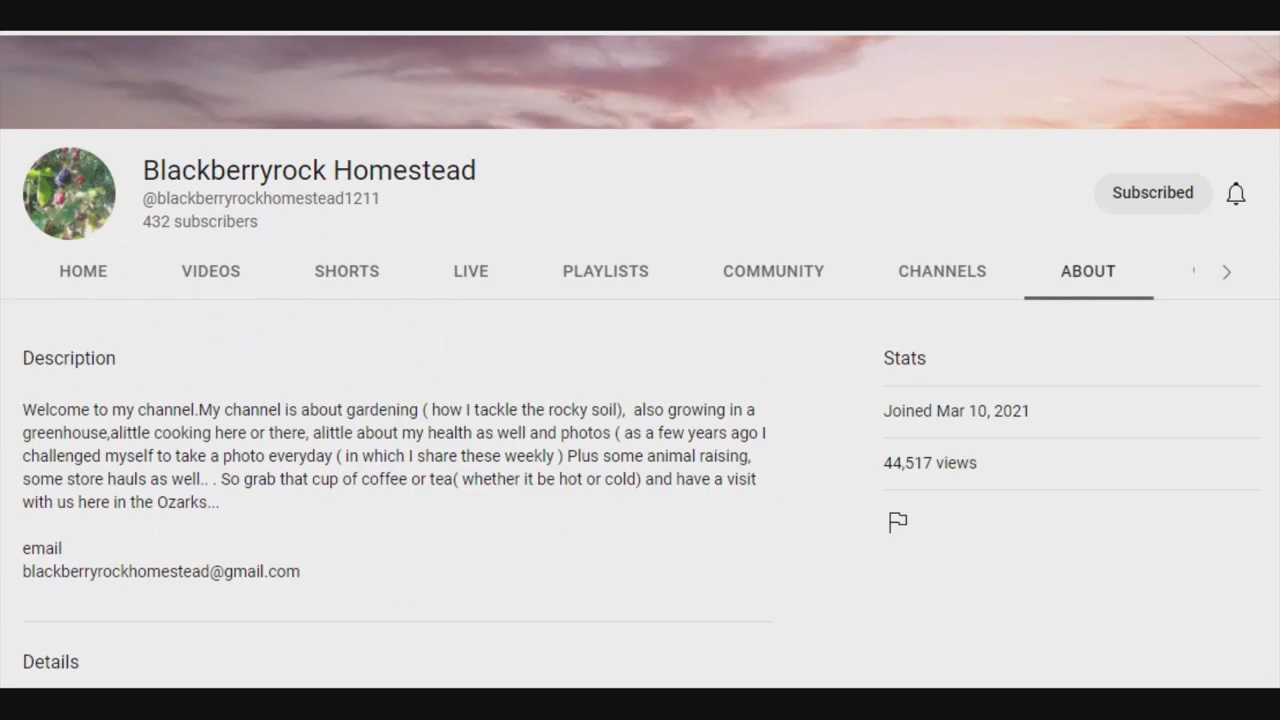 Blackberryrock Homestead
@blackberryrockhomestead1211
432 subscribers
Subscribed
HOME VIDEOS SHORTS LIVE PLAYLISTS COMMUNITY CHANNELS ABOUT
Description
Welcome to my channel.My channel is about gardening ( how I tackle the rocky soil),  also growing in a
greenhouse,alittle cooking here or there, alittle about my health as well and photos ( as a few years ago I
challenged myself to take a photo everyday ( in which I share these weekly ) Plus some animal raising,
some store hauls as well.. . So grab that cup of coffee or tea( whether it be hot or cold) and have a visit
with us here in the Ozarks...
email
blackberryrockhomestead@gmail.com
Details
Stats
Joined Mar 10, 2021
44,517 views